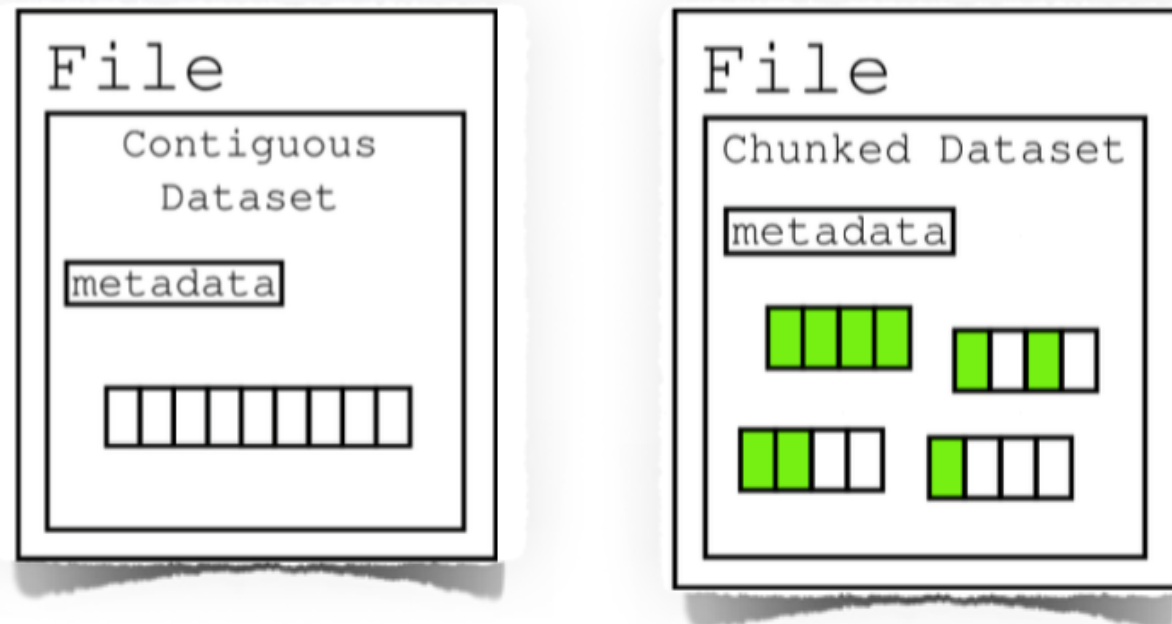 File
Contiguous
Dataset
metadata
File
Chunked Dataset
metadata